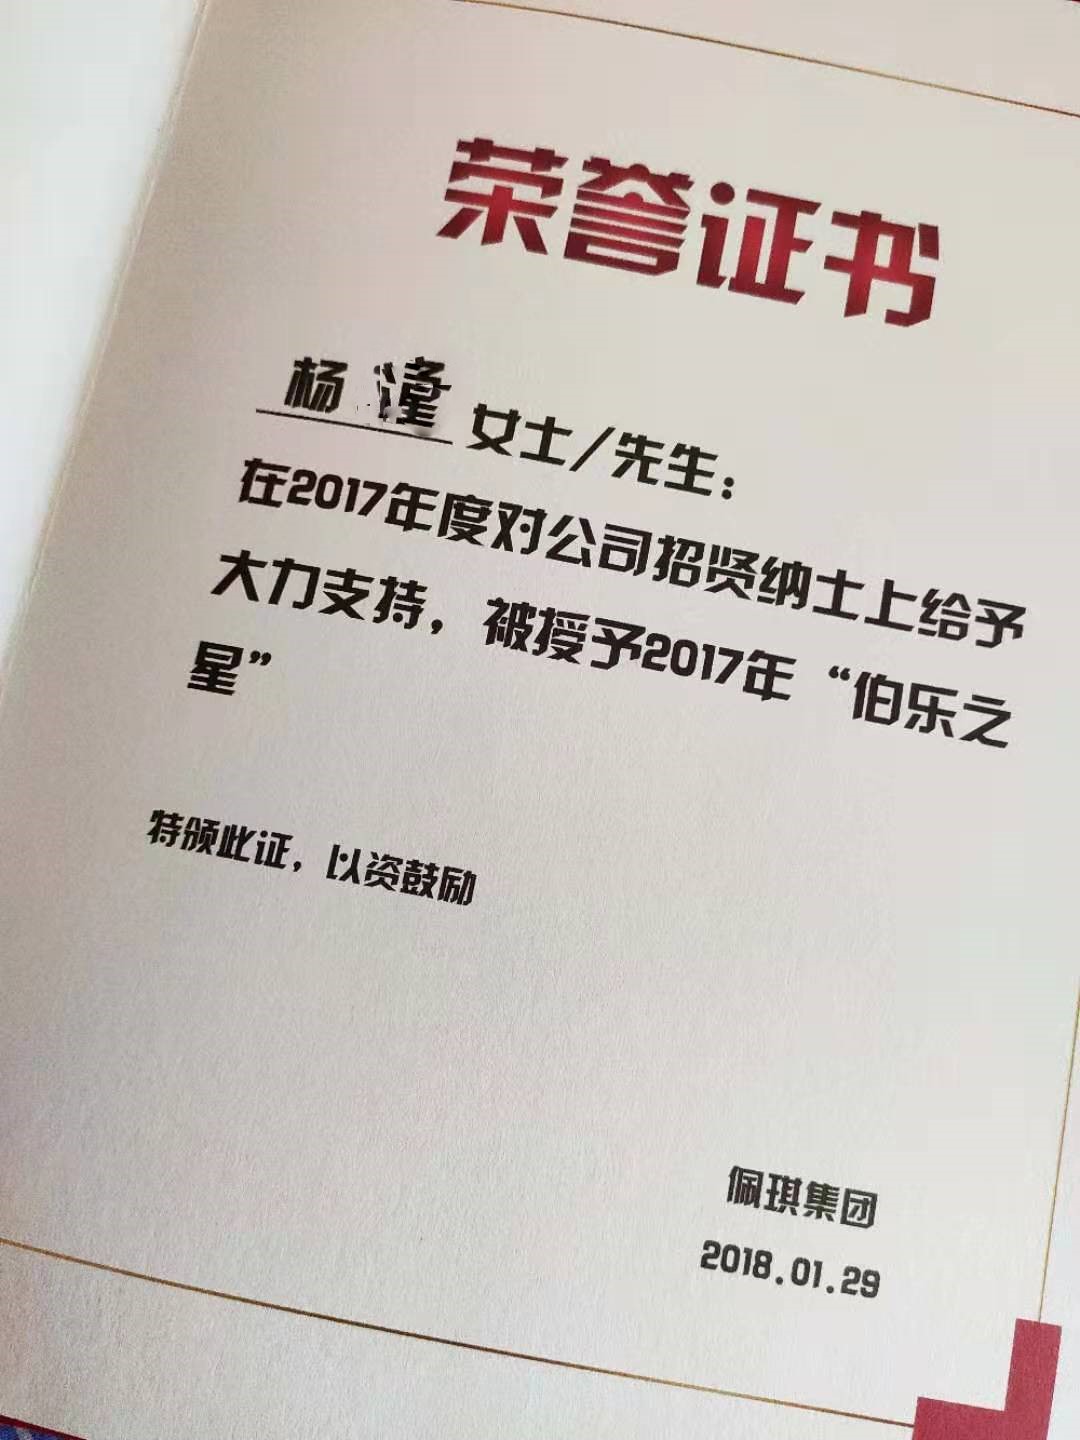 荣誉证书
杨 潼 女士/先生：
在2017年度对公司招贤纳士上给予
大力支持，被授予2017年“伯乐之
星”
特颁此证，以资鼓励
佩琪集团
2018.01.29